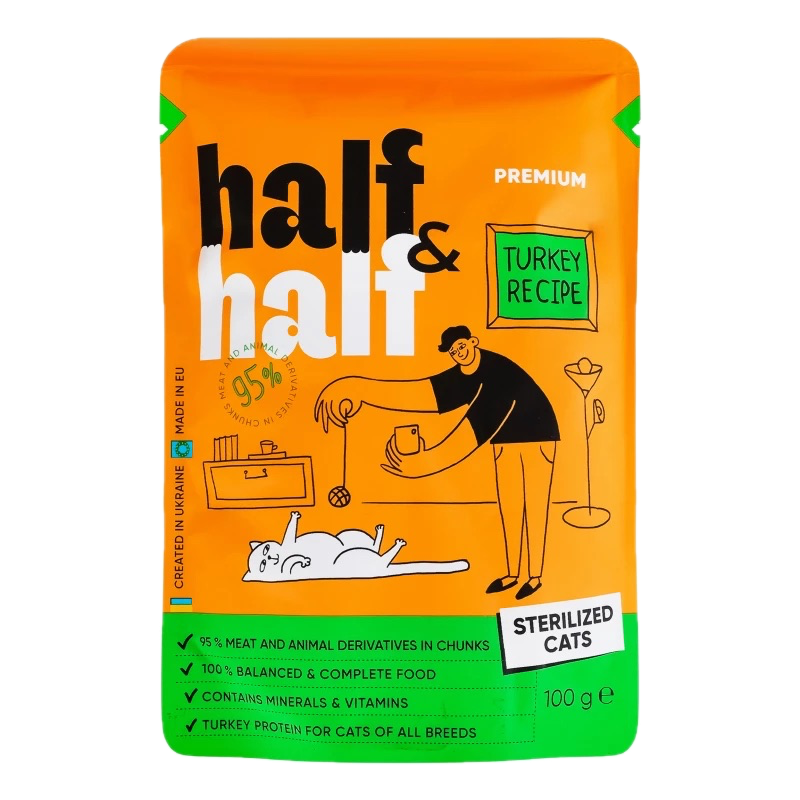 half
&
half
PREMIUM
TURKEY
RECIPE
95%
MEAT AND ANIMAL DERIVATIVES IN CHUNKS
CREATED IN UKRAINE
MADE IN EU
STERILIZED
CATS
95% MEAT AND ANIMAL DERIVATIVES IN CHUNKS
100% BALANCED & COMPLETE FOOD
CONTAINS MINERALS & VITAMINS
TURKEY PROTEIN FOR CATS OF ALL BREEDS
100 g ℮